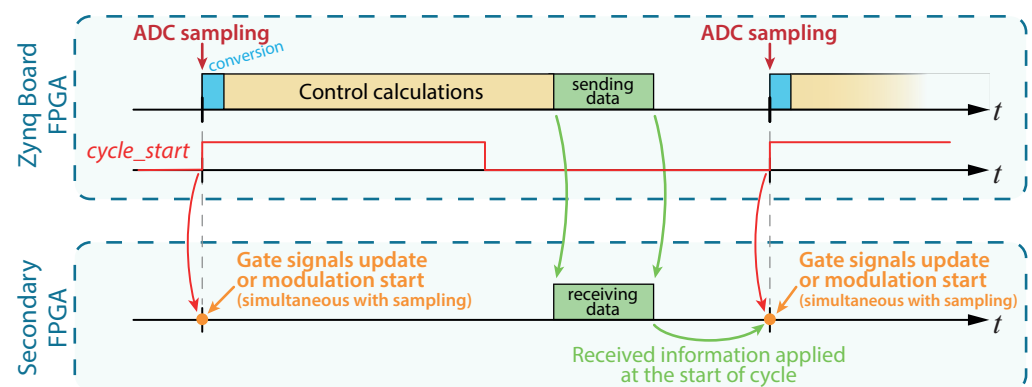 Zynq Board
FPGA
ADC sampling
conversion
Control calculations
sending
data
ADC sampling
t
cycle_start
t
Secondary
FPGA
Gate signals update
or modulation start
(simultaneous with sampling)
receiving
data
Gate signals update
or modulation start
(simultaneous with sampling)
t
Received information applied
at the start of cycle